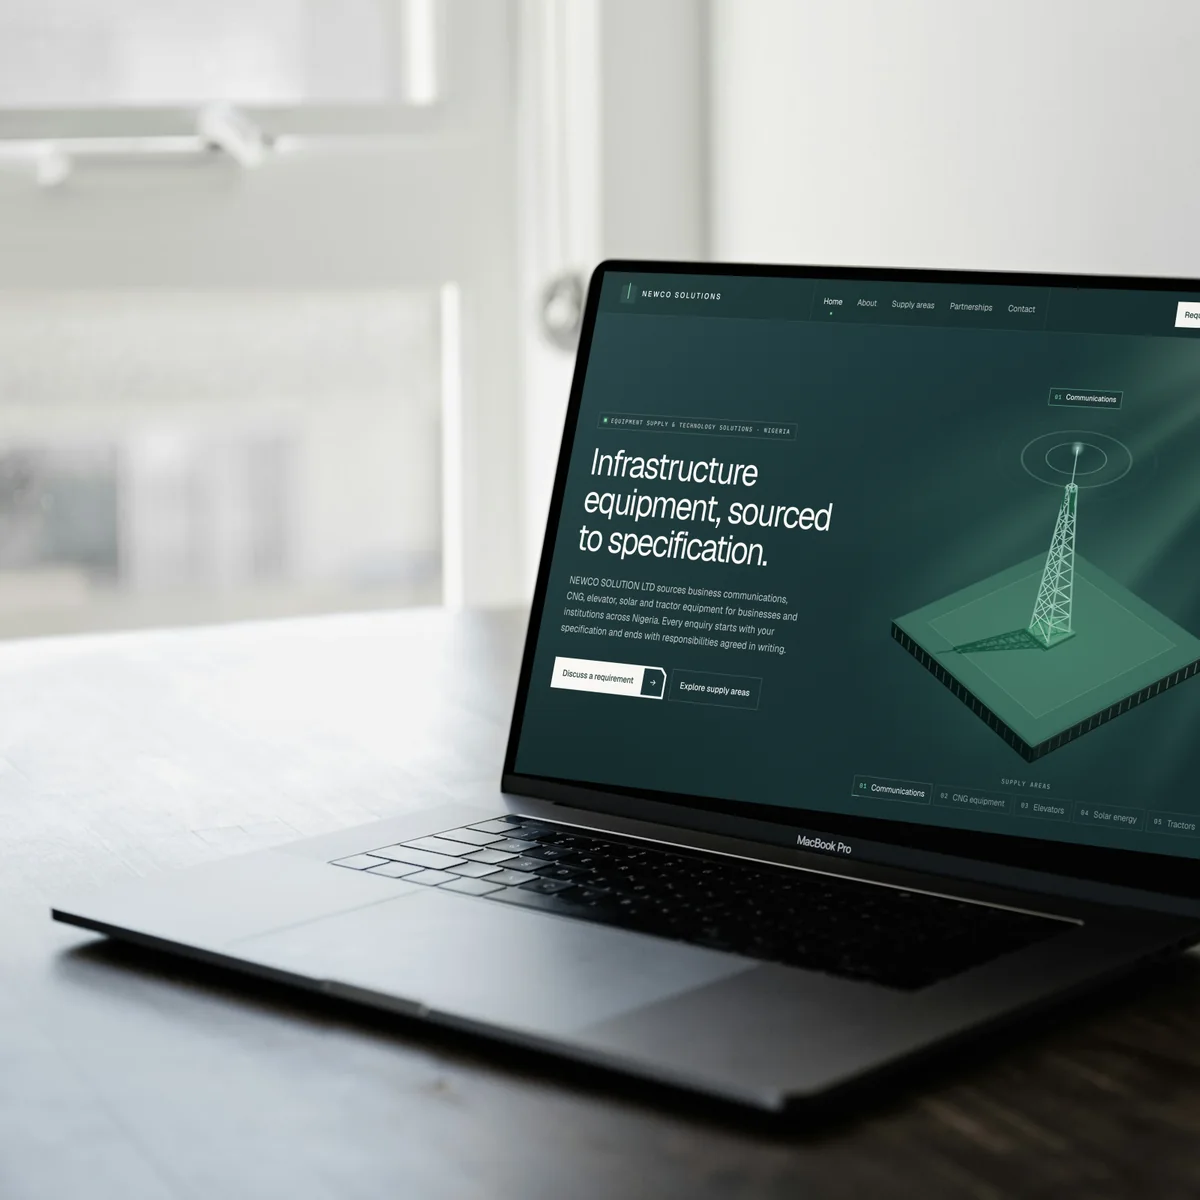 NEWCO SOLUTIONS
Home About Supply areas Partnerships Contact
01 Communications
EQUIPMENT SUPPLY & TECHNOLOGY SOLUTIONS · NIGERIA
Infrastructure
equipment, sourced
to specification.
NEWCO SOLUTION LTD sources business communications,
CNG, elevator, solar and tractor equipment for businesses and
institutions across Nigeria. Every enquiry starts with your
specification and ends with responsibilities agreed in writing.
Discuss a requirement →
Explore supply areas
SUPPLY AREAS
01 Communications 02 CNG equipment 03 Elevators 04 Solar energy 05 Tractors
MacBook Pro